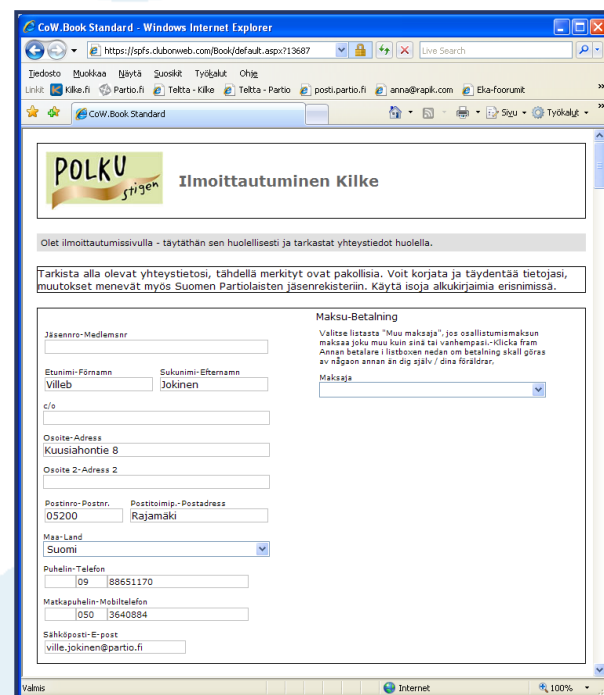 CoW.Book Standard - Windows Internet Explorer
https://spfs.clubonweb.com/Book/default.aspx?13687
Live Search
Tiedosto Muokkaa Näytä Suosikit Työkalut Ohje
Linkit Kilke.fi Partio.fi Teltta - Kilke Teltta - Partio posti.partio.fi anna@rapik.com Eka-foorumit »
CoW.Book Standard Sivu Työkalut »
POLKU
stigen
Ilmoittautuminen Kilke
Olet ilmoittautumissivulla - täytäthän sen huolellisesti ja tarkastat yhteystiedot huolella.
Tarkista alla olevat yhteystietosi, tähdellä merkityt ovat pakollisia. Voit korjata ja täydentää tietojasi,
muutokset menevät myös Suomen Partiolaisten jäsenrekisteriin. Käytä isoja alkukirjaimia erisnimissä.
Maksu-Betalning
Valitse listasta "Muu maksaja", jos osallistumismaksun
maksaa joku muu kuin sinä tai vanhempasi.-Klicka fram
Annan betalare i listboxen nedan om betalning skall göras
av någaon annan än dig själv / dina föräldrar,
Maksaja
Jäsennro-Medlemsnr
Etunimi-Förnamn Sukunimi-Efternamn
Villeb Jokinen
c/o
Osoite-Adress
Kuusiahontie 8
Osoite 2-Adress 2
Postinro-Postnr. Postitoimip.-Postadress
05200 Rajamäki
Maa-Land
Suomi
Puhelin-Telefon
09 88651170
Matkapuhelin-Mobiltelefon
050 3640884
Sähköposti-E-post
ville.jokinen@partio.fi
Valmis Internet 100%